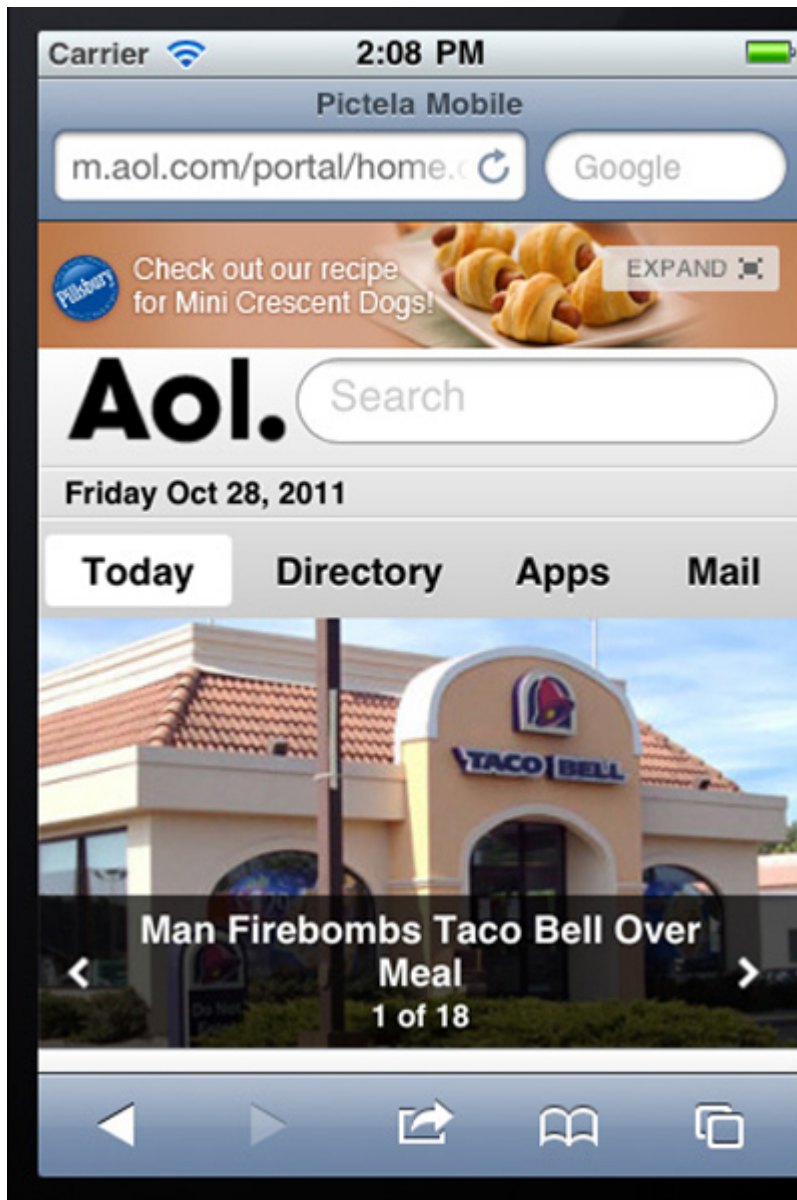 Carrier 2:08 PM
Pictela Mobile
m.aol.com/portal/home. Google
Pillsbury
Check out our recipe
for Mini Crescent Dogs!
EXPAND
Aol. Search
Friday Oct 28, 2011
Today Directory Apps Mail
TACO BELL
Man Firebombs Taco Bell Over
Meal
1 of 18